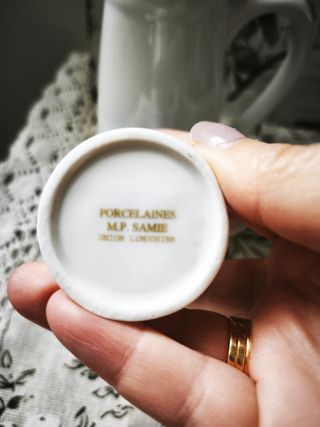 PORCELAINES
M.P. SAMIE
UNION LIMOUSINE